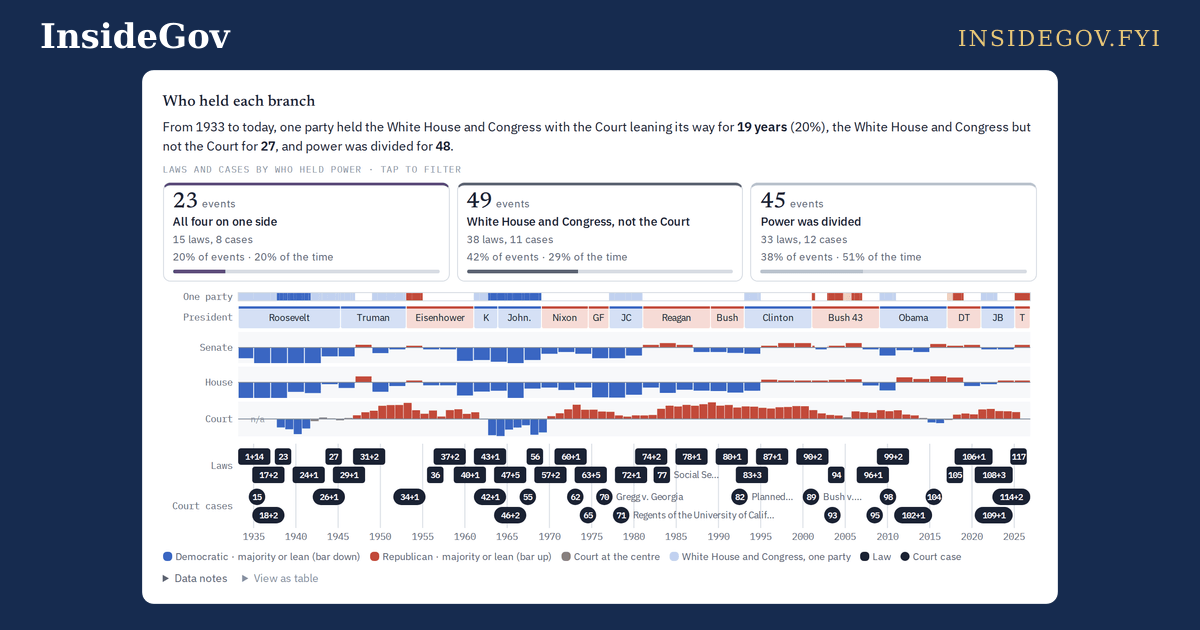 InsideGov
INSIDEGOV.FYI
Who held each branch
From 1933 to today, one party held the White House and Congress with the Court leaning its way for 19 years (20%), the White House and Congress but
not the Court for 27, and power was divided for 48.
LAWS AND CASES BY WHO HELD POWER · TAP TO FILTER
23 events
All four on one side
15 laws, 8 cases
20% of events · 20% of the time
49 events
White House and Congress, not the Court
38 laws, 11 cases
42% of events · 29% of the time
45 events
Power was divided
33 laws, 12 cases
38% of events · 51% of the time
One party
President Roosevelt Truman Eisenhower K John. Nixon GF JC Reagan Bush Clinton Bush 43 Obama DT JB T
Senate
House
Court n/a
Laws
1+14 23 27 31+2 37+2 43+1 56 60+1 74+2 78+1 80+1 87+1 90+2 99+2 106+1 117
17+2 24+1 29+1 36 40+1 47+5 57+2 63+5 72+1 77 Social Se... 83+3 94 96+1 105 108+3
Court cases
15 26+1 34+1 42+1 55 62 70 Gregg v. Georgia 82 Planned... 89 Bush v.... 98 104 114+2
18+2 46+2 65 71 Regents of the University of Calif... 93 95 102+1 109+1
1935 1940 1945 1950 1955 1960 1965 1970 1975 1980 1985 1990 1995 2000 2005 2010 2015 2020 2025
Democratic · majority or lean (bar down) Republican · majority or lean (bar up) Court at the centre White House and Congress, one party Law Court case
Data notes View as table